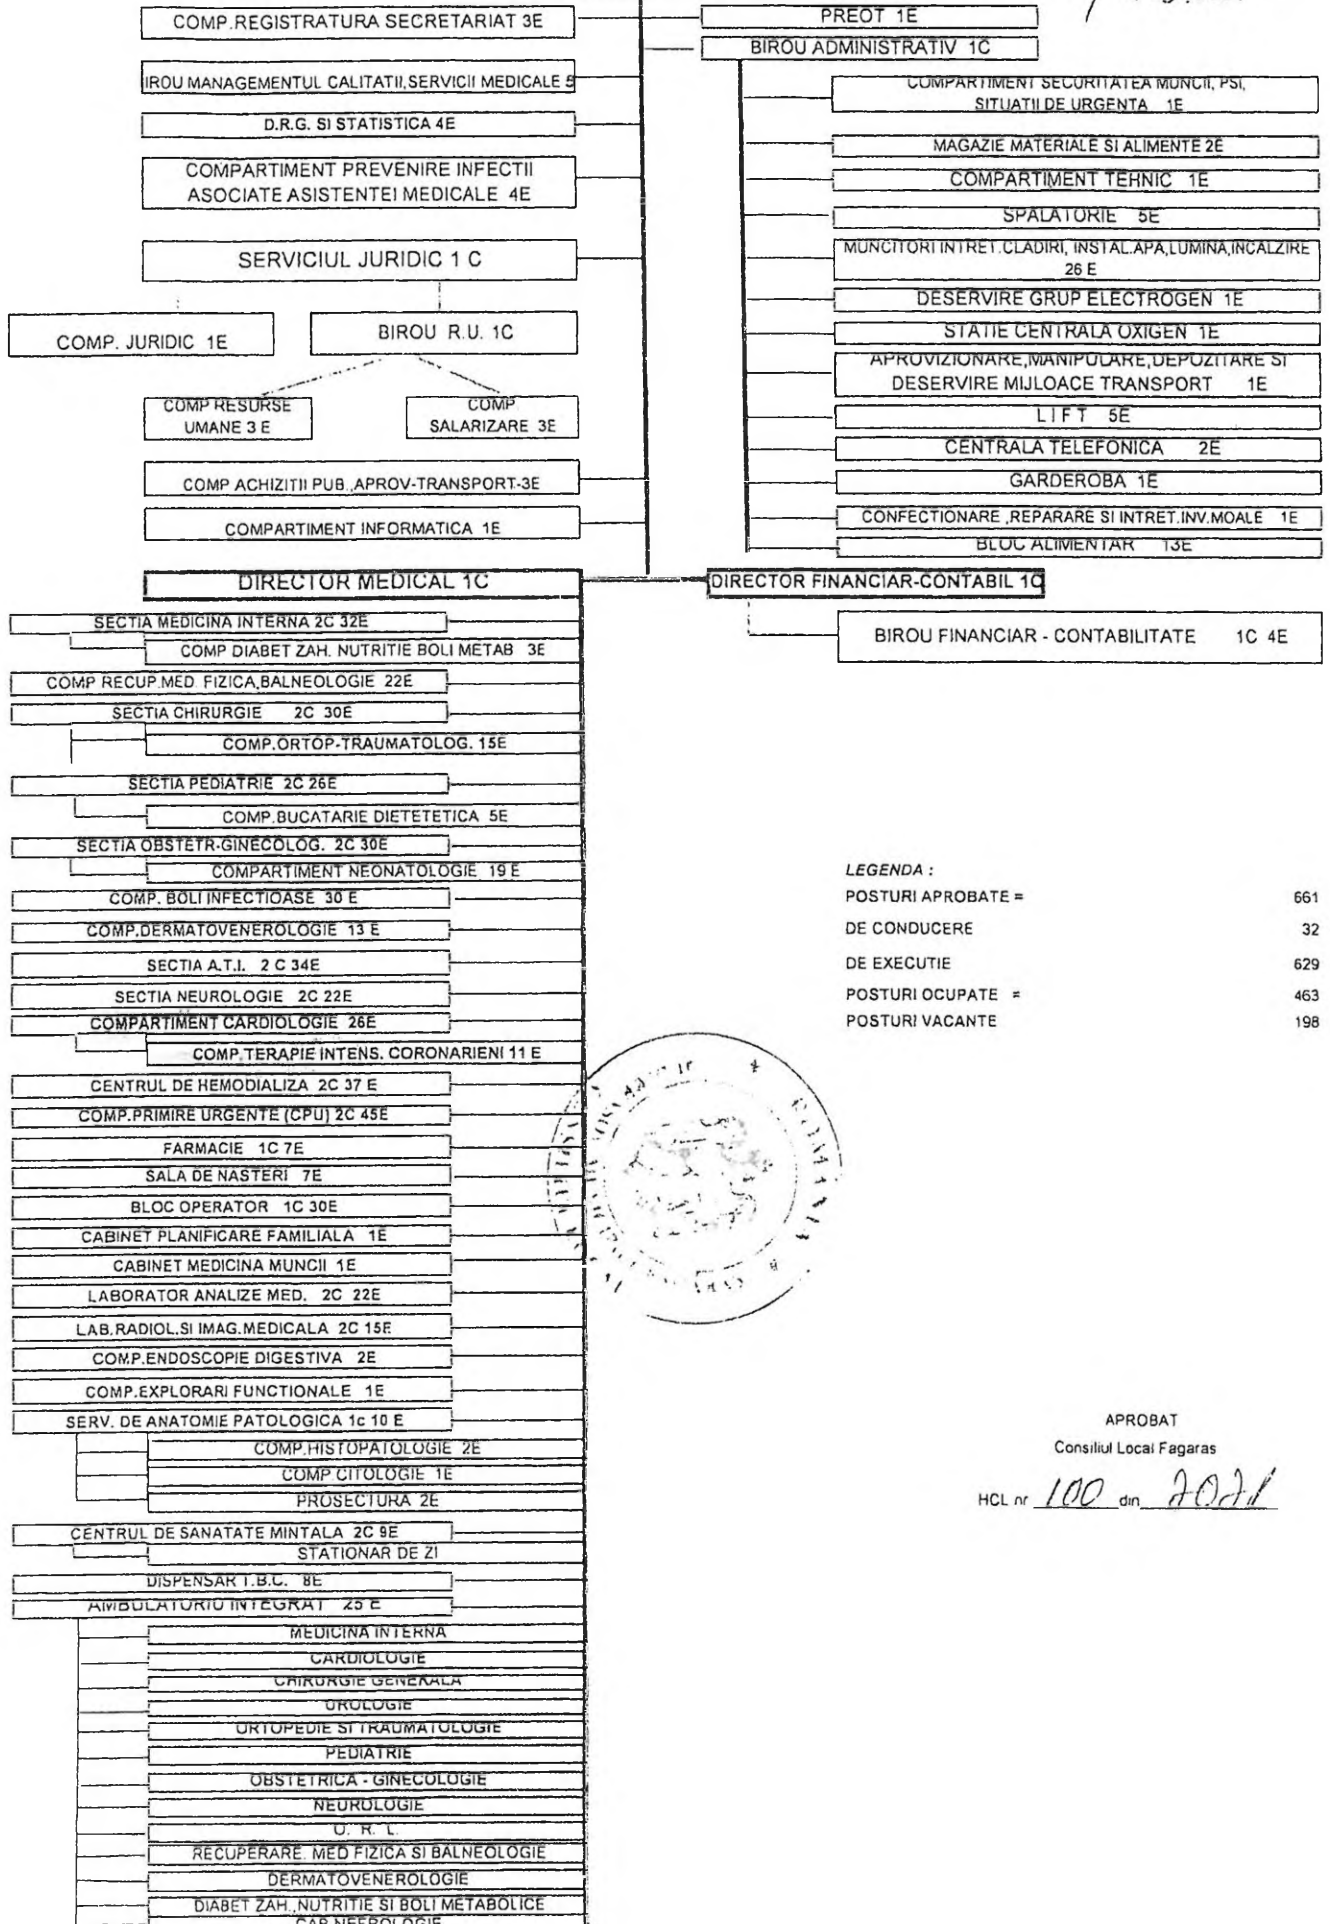 COMP.REGISTRATURA SECRETARIAT 3E
PREOT 1E
BIROU ADMINISTRATIV 1C
IROU MANAGEMENTUL CALITATII,SERVICII MEDICALE 5
D.R.G. SI STATISTICA 4E
COMPARTIMENT PREVENIRE INFECTII
ASOCIATE ASISTENTEI MEDICALE 4E
SERVICIUL JURIDIC 1 C
COMP. JURIDIC 1E
BIROU R.U. 1C
COMP RESURSE
UMANE 3 E
COMP
SALARIZARE 3E
COMP ACHIZITII PUB.,APROV-TRANSPORT-3E
COMPARTIMENT INFORMATICA 1E
COMPARTIMENT SECURITATEA MUNCII, PSI,
SITUATII DE URGENTA 1E
MAGAZIE MATERIALE SI ALIMENTE 2E
COMPARTIMENT TEHNIC 1E
SPALATORIE 5E
MUNCITORI INTRET.CLADIRI, INSTAL.APA,LUMINA,INCALZIRE
26 E
DESERVIRE GRUP ELECTROGEN 1E
STATIE CENTRALA OXIGEN 1E
APROVIZIONARE,MANIPULARE,DEPOZITARE SI
DESERVIRE MIJLOACE TRANSPORT 1E
L I F T 5E
CENTRALA TELEFONICA 2E
GARDEROBA 1E
CONFECTIONARE ,REPARARE SI INTRET.INV.MOALE 1E
BLOC ALIMENTAR 13E
DIRECTOR MEDICAL 1C
DIRECTOR FINANCIAR-CONTABIL 1C
BIROU FINANCIAR - CONTABILITATE 1C 4E
SECTIA MEDICINA INTERNA 2C 32E
COMP DIABET ZAH. NUTRITIE BOLI METAB 3E
COMP RECUP.MED. FIZICA,BALNEOLOGIE 22E
SECTIA CHIRURGIE 2C 30E
COMP.ORTOP-TRAUMATOLOG. 15E
SECTIA PEDIATRIE 2C 26E
COMP.BUCATARIE DIETETETICA 5E
SECTIA OBSTETR-GINECOLOG. 2C 30E
COMPARTIMENT NEONATOLOGIE 19 E
COMP. BOLI INFECTIOASE 30 E
COMP.DERMATOVENEROLOGIE 13 E
SECTIA A.T.I. 2 C 34E
SECTIA NEUROLOGIE 2C 22E
COMPARTIMENT CARDIOLOGIE 26E
COMP.TERAPIE INTENS. CORONARIENI 11 E
CENTRUL DE HEMODIALIZA 2C 37 E
COMP.PRIMIRE URGENTE (CPU) 2C 45E
FARMACIE 1C 7E
SALA DE NASTERI 7E
BLOC OPERATOR 1C 30E
CABINET PLANIFICARE FAMILIALA 1E
CABINET MEDICINA MUNCII 1E
LABORATOR ANALIZE MED. 2C 22E
LAB.RADIOL.SI IMAG.MEDICALA 2C 15E
COMP.ENDOSCOPIE DIGESTIVA 2E
COMP.EXPLORARI FUNCTIONALE 1E
SERV. DE ANATOMIE PATOLOGICA 1c 10 E
COMP.HISTOPATOLOGIE 2E
COMP CITOLOGIE 1E
PROSECTURA 2E
CENTRUL DE SANATATE MINTALA 2C 9E
STATIONAR DE ZI
DISPENSAR T.B.C. 8E
AMBULATORIU INTEGRAT 25 E
MEDICINA INTERNA
CARDIOLOGIE
CHIRURGIE GENERALA
UROLOGIE
ORTOPEDIE SI TRAUMATOLOGIE
PEDIATRIE
OBSTETRICA - GINECOLOGIE
NEUROLOGIE
O. R. L.
RECUPERARE. MED FIZICA SI BALNEOLOGIE
DERMATOVENEROLOGIE
DIABET ZAH.,NUTRITIE SI BOLI METABOLICE
CAB.NEFROLOGIE
LEGENDA :
POSTURI APROBATE = 661
DE CONDUCERE 32
DE EXECUTIE 629
POSTURI OCUPATE = 463
POSTURI VACANTE 198
ROMANIA
APROBAT
Consiliul Local Fagaras
HCL nr 100 din 2021